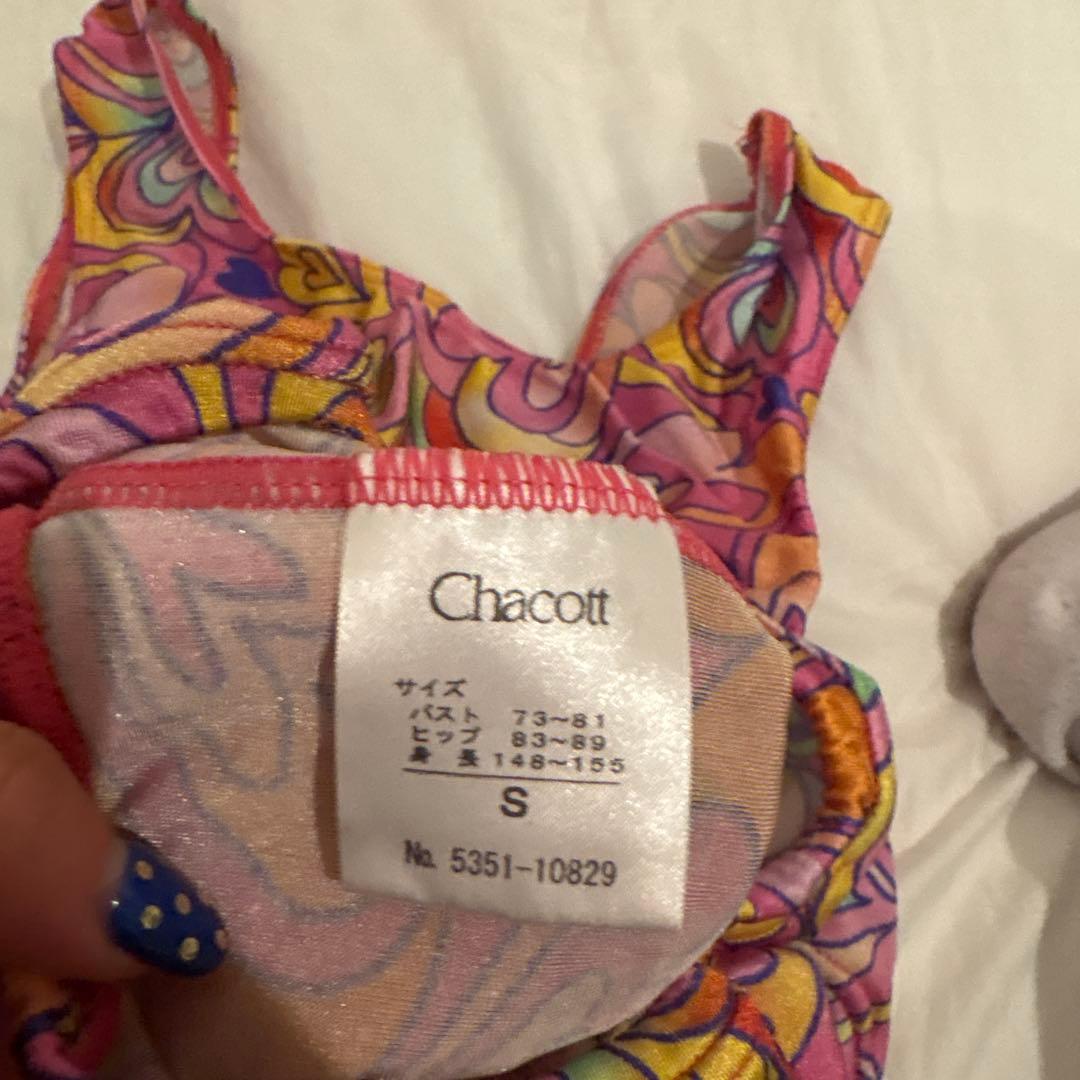 Chacott
サイズ
バスト 73~81
ヒップ 83~89
身長 148~155
S
No. 5351-10829